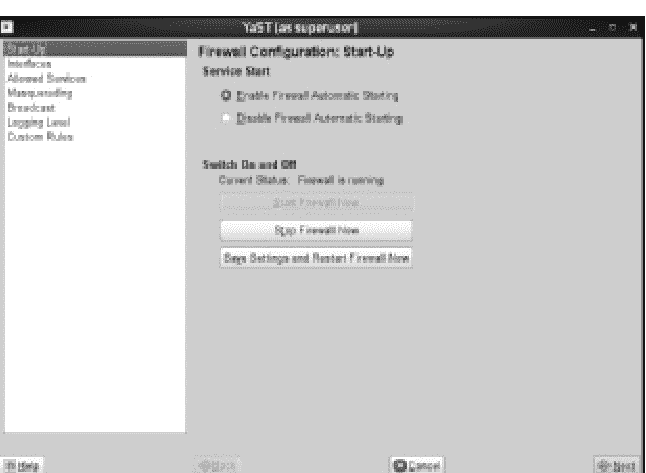 YaST [as superuser]
Start-Up
Interfaces
Allowed Services
Masquerading
Broadcast
Logging Level
Custom Rules
Firewall Configuration: Start-Up
Service Start
Enable Firewall Automatic Starting
Disable Firewall Automatic Starting
Switch On and Off
Current Status: Firewall is running
Start Firewall Now
Stop Firewall Now
Save Settings and Restart Firewall Now
Help
Back
Cancel
Next